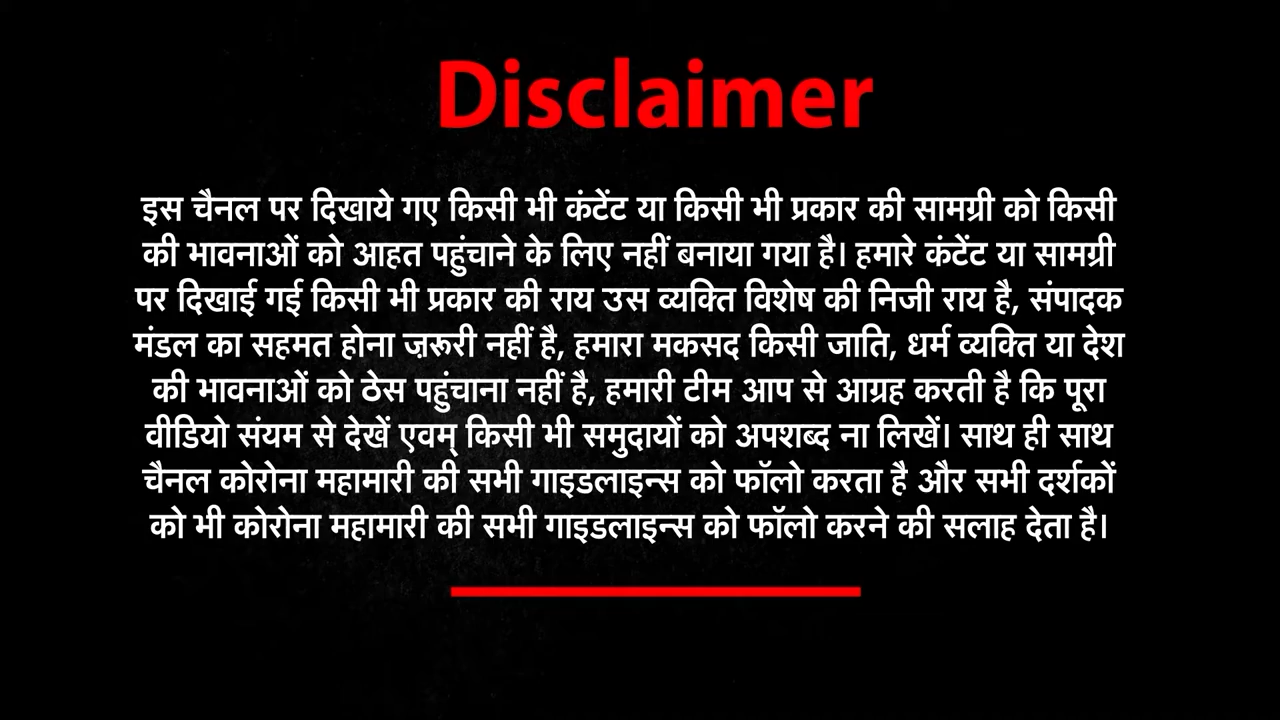 Disclaimer
इस चैनल पर दिखाये गए किसी भी कंटेंट या किसी भी प्रकार की सामग्री को किसी
की भावनाओं को आहत पहुंचाने के लिए नहीं बनाया गया है। हमारे कंटेंट या सामग्री
पर दिखाई गई किसी भी प्रकार की राय उस व्यक्ति विशेष की निजी राय है, संपादक
मंडल का सहमत होना ज़रूरी नहीं है, हमारा मकसद किसी जाति, धर्म व्यक्ति या देश
की भावनाओं को ठेस पहुंचाना नहीं है, हमारी टीम आप से आग्रह करती है कि पूरा
वीडियो संयम से देखें एवम् किसी भी समुदायों को अपशब्द ना लिखें। साथ ही साथ
चैनल कोरोना महामारी की सभी गाइडलाइन्स को फॉलो करता है और सभी दर्शकों
को भी कोरोना महामारी की सभी गाइडलाइन्स को फॉलो करने की सलाह देता है।